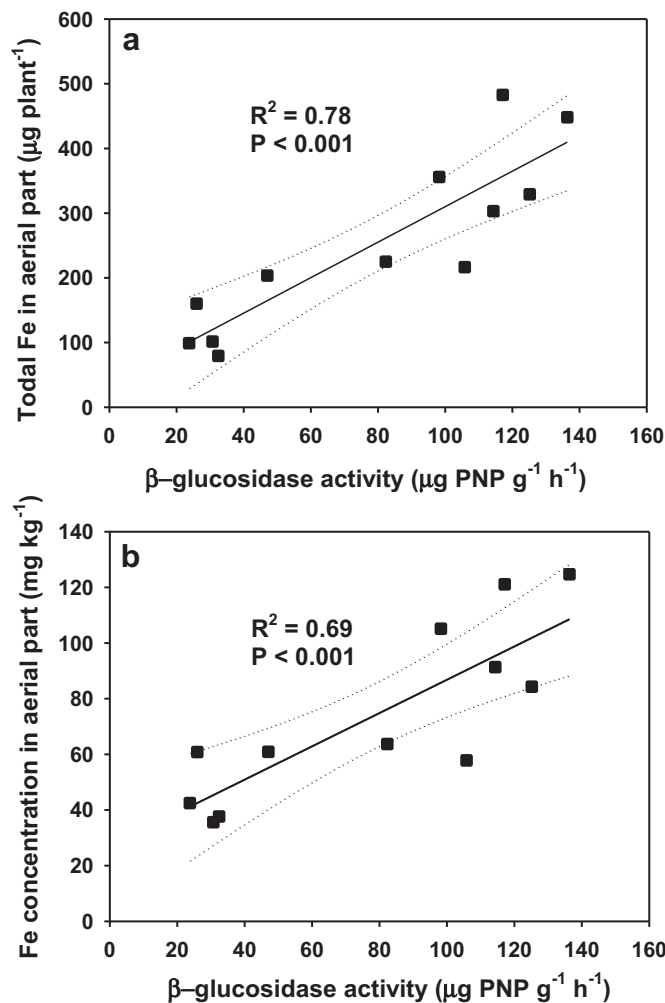 a
600
500
400
300
200
100
0
R² = 0.78
P < 0.001
Todal Fe in aerial part (µg plant⁻¹)
0 20 40 60 80 100 120 140 160
β–glucosidase activity (µg PNP g⁻¹ h⁻¹)
b
140
120
100
80
60
40
20
0
R² = 0.69
P < 0.001
Fe concentration in aerial part (mg kg⁻¹)
0 20 40 60 80 100 120 140 160
β–glucosidase activity (µg PNP g⁻¹ h⁻¹)